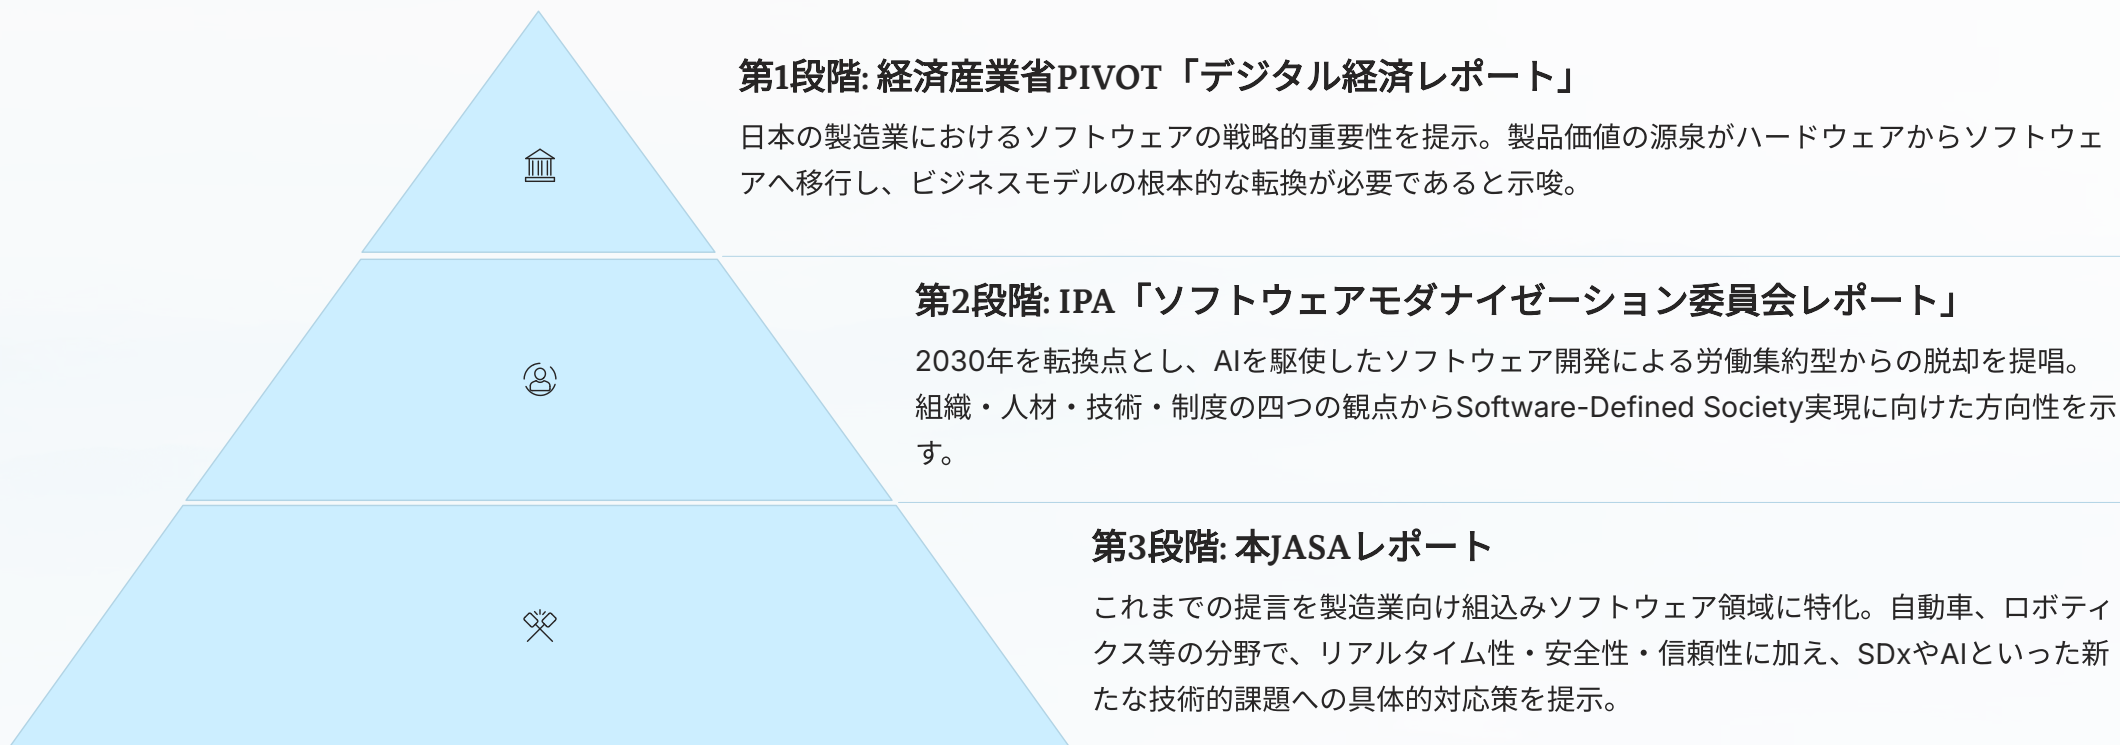 第1段階: 経済産業省PIVOT「デジタル経済レポート」
日本の製造業におけるソフトウェアの戦略的重要性を提示。製品価値の源泉がハードウェアからソフトウェ
アへ移行し、ビジネスモデルの根本的な転換が必要であると示唆。
第2段階: IPA「ソフトウェアモダナイゼーション委員会レポート」
2030年を転換点とし、AIを駆使したソフトウェア開発による労働集約型からの脱却を提唱。
組織・人材・技術・制度の四つの観点からSoftware-Defined Society実現に向けた方向性を示
す。
第3段階: 本JASAレポート
これまでの提言を製造業向け組込みソフトウェア領域に特化。自動車、ロボティ
クス等の分野で、リアルタイム性・安全性・信頼性に加え、SDxやAIといった新
たな技術的課題への具体的対応策を提示。